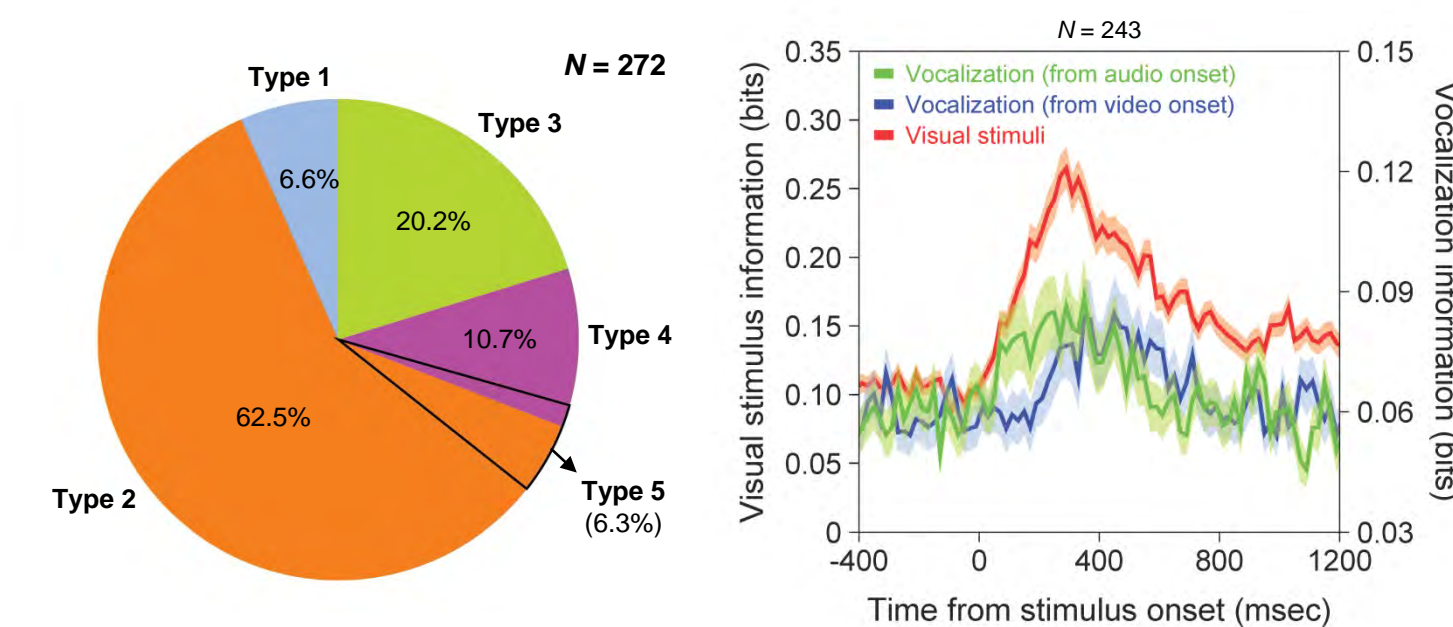 Type 1
N = 272
Type 3
6.6%
20.2%
10.7%
Type 4
62.5%
Type 2
Type 5
(6.3%)
N = 243
Visual stimulus information (bits)
0.35
0.30
0.25
0.20
0.15
0.10
0.05
0
Vocalization (from audio onset)
Vocalization (from video onset)
Visual stimuli
0.15
0.12
0.09
0.06
0.03
Vocalization information (bits)
-400
0
400
800
1200
Time from stimulus onset (msec)